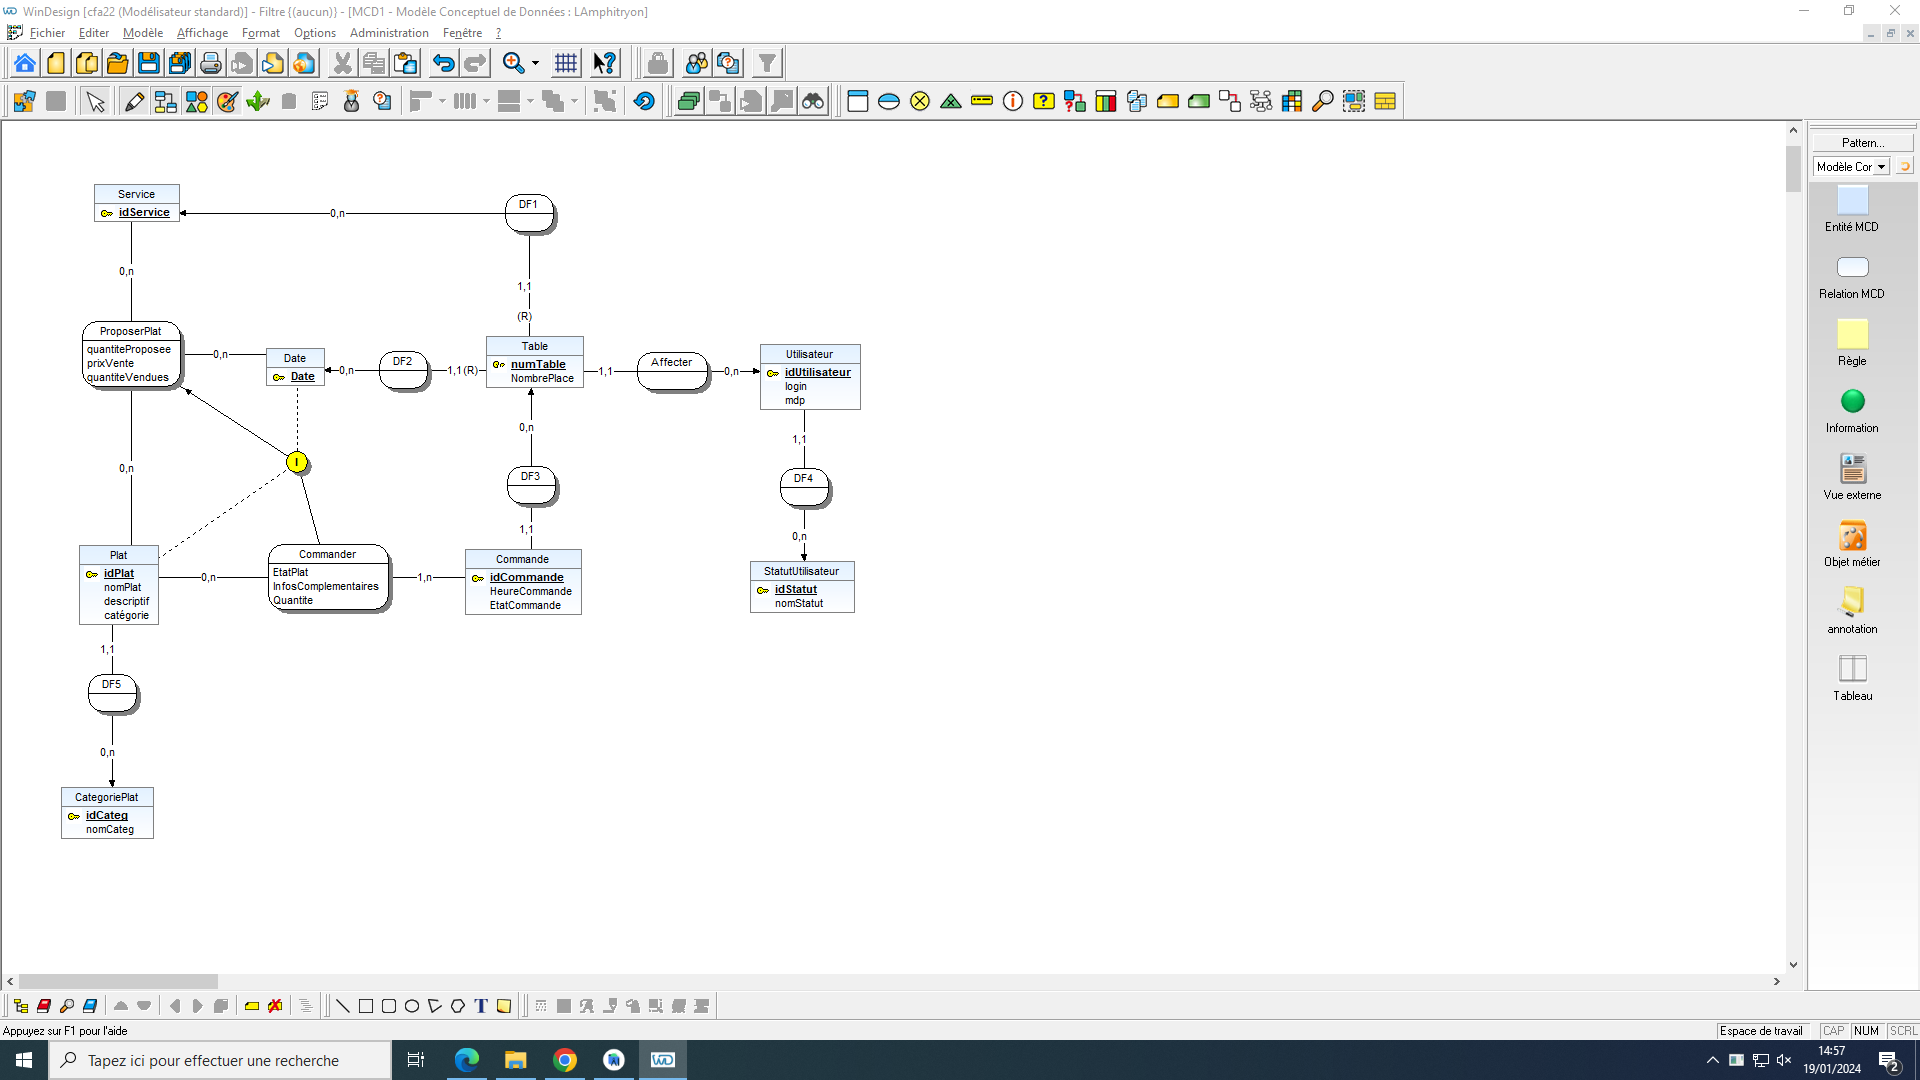 WinDesign [cfa22 (Modélisateur standard)] - Filtre {(aucun)} - [MCD1 - Modèle Conceptuel de Données : LAmphitryon]
Fichier Editer Modèle Affichage Format Options Administration Fenêtre ?
Pattern...
Modèle Cor
Entité MCD
Relation MCD
Règle
Information
Vue externe
Objet métier
annotation
Tableau
Service
idService
0,n
DF1
0,n
1,1
(R)
ProposerPlat
quantiteProposee
prixVente
quantiteVendues
0,n
Date
Date
0,n
DF2
1,1(R)
Table
numTable
NombrePlace
1,1
Affecter
0,n
Utilisateur
idUtilisateur
login
mdp
0,n
I
0,n
DF3
1,1
1,1
DF4
0,n
Plat
idPlat
nomPlat
descriptif
catégorie
0,n
Commander
EtatPlat
InfosComplementaires
Quantite
1,n
Commande
idCommande
HeureCommande
EtatCommande
StatutUtilisateur
idStatut
nomStatut
1,1
DF5
0,n
CategoriePlat
idCateg
nomCateg
T
Appuyez sur F1 pour l'aide
Espace de travail CAP NUM SCRL
Tapez ici pour effectuer une recherche
14:57
19/01/2024
2